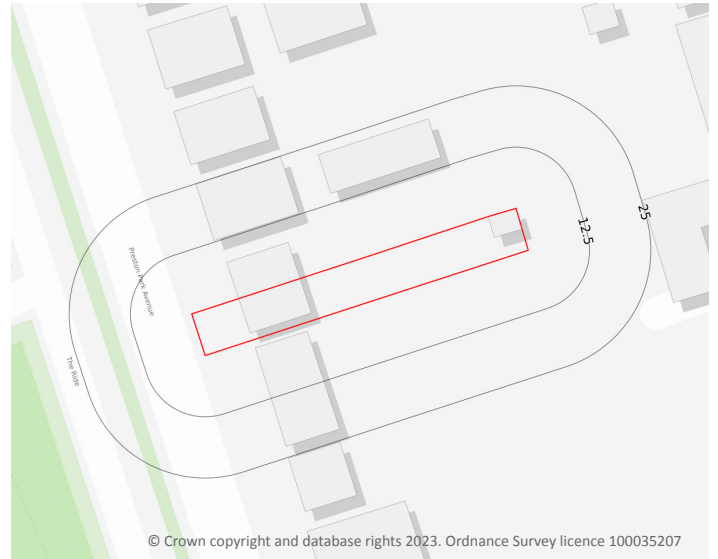 25
12.5
Preston Park Avenue
The Ride
© Crown copyright and database rights 2023. Ordnance Survey licence 100035207